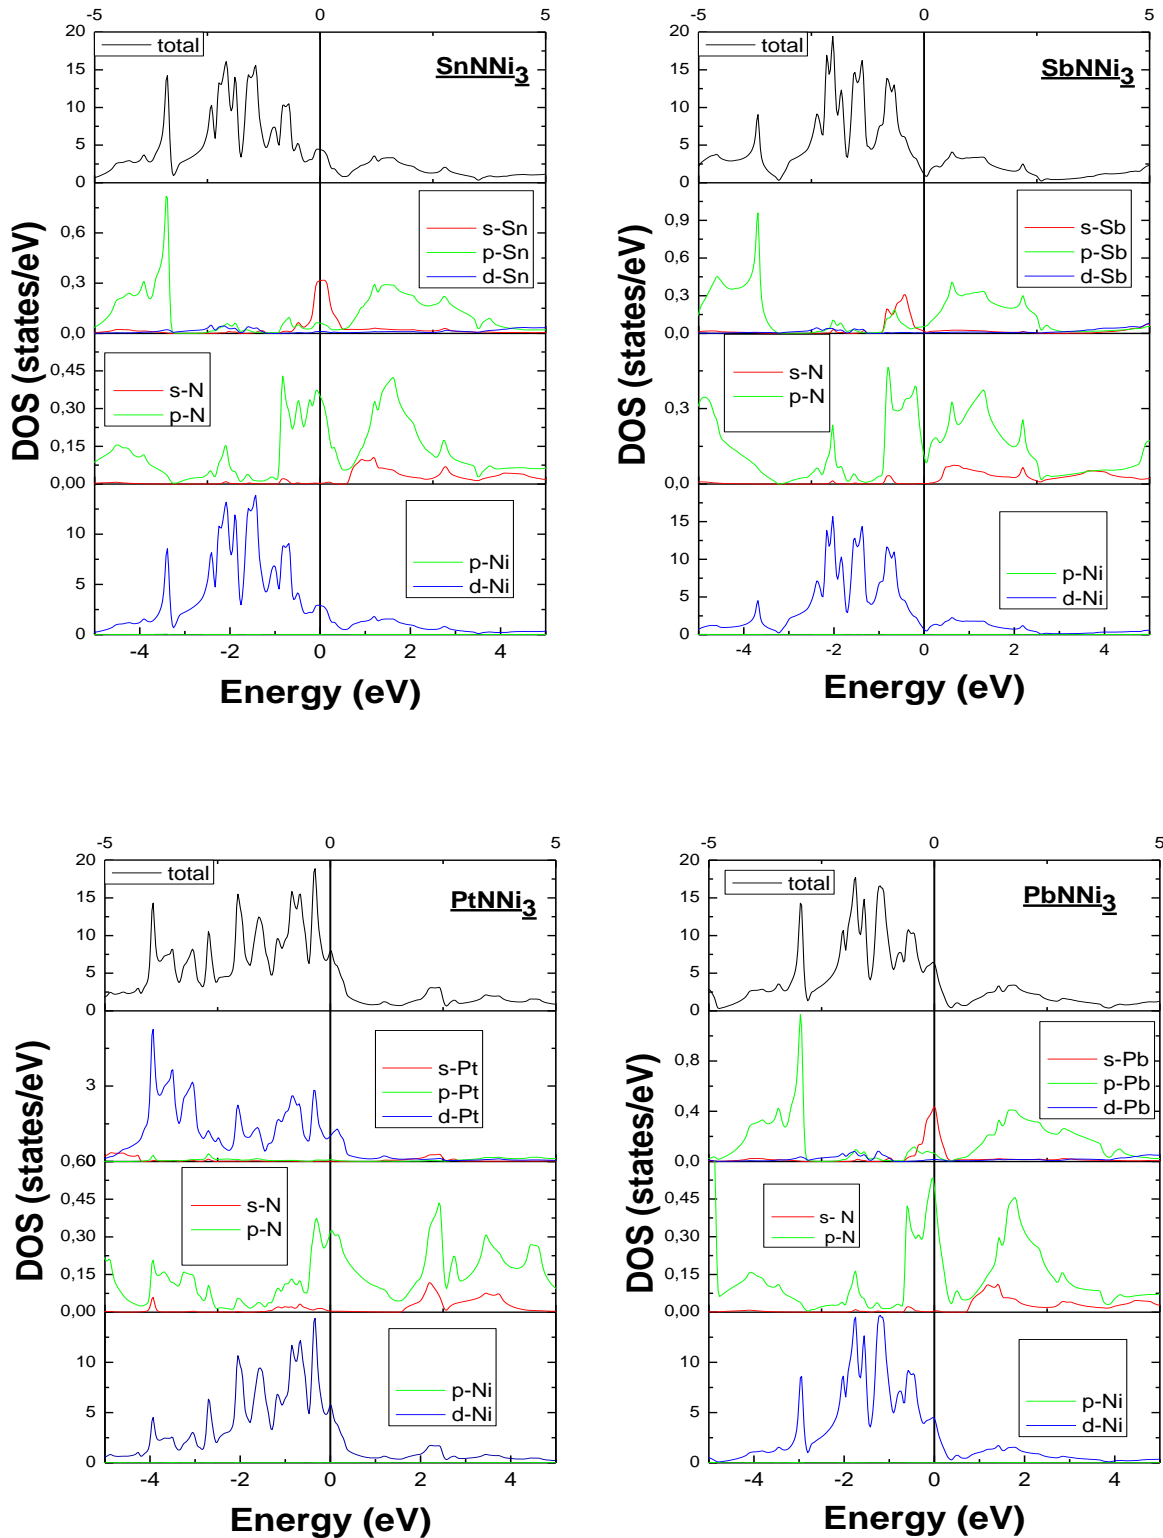 -5 0 5
20
total
SnNNi3
15
10
5
0
s-Sn
p-Sn
d-Sn
0,6
0,3
0,0
s-N
p-N
0,45
0,30
0,15
0,00
p-Ni
d-Ni
10
5
0
-4 -2 0 2 4
DOS (states/eV)
Energy (eV)
-5 0 5
20
total
SbNNi3
15
10
5
0
s-Sb
p-Sb
d-Sb
0,9
0,6
0,3
0,0
s-N
p-N
0,3
0,0
p-Ni
d-Ni
15
10
5
0
-4 -2 0 2 4
DOS (states/eV)
Energy (eV)
-5 0 5
20
total
PtNNi3
15
10
5
0
s-Pt
p-Pt
d-Pt
3
0
0,60
s-N
p-N
0,45
0,30
0,15
0,00
p-Ni
d-Ni
10
5
0
-4 -2 0 2 4
DOS (states/eV)
Energy (eV)
-5 0 5
20
total
PbNNi3
15
10
5
0
s-Pb
p-Pb
d-Pb
0,8
0,4
0,0
s- N
p-N
0,45
0,30
0,15
0,00
p-Ni
d-Ni
10
5
0
-4 -2 0 2 4
DOS (states/eV)
Energy (eV)